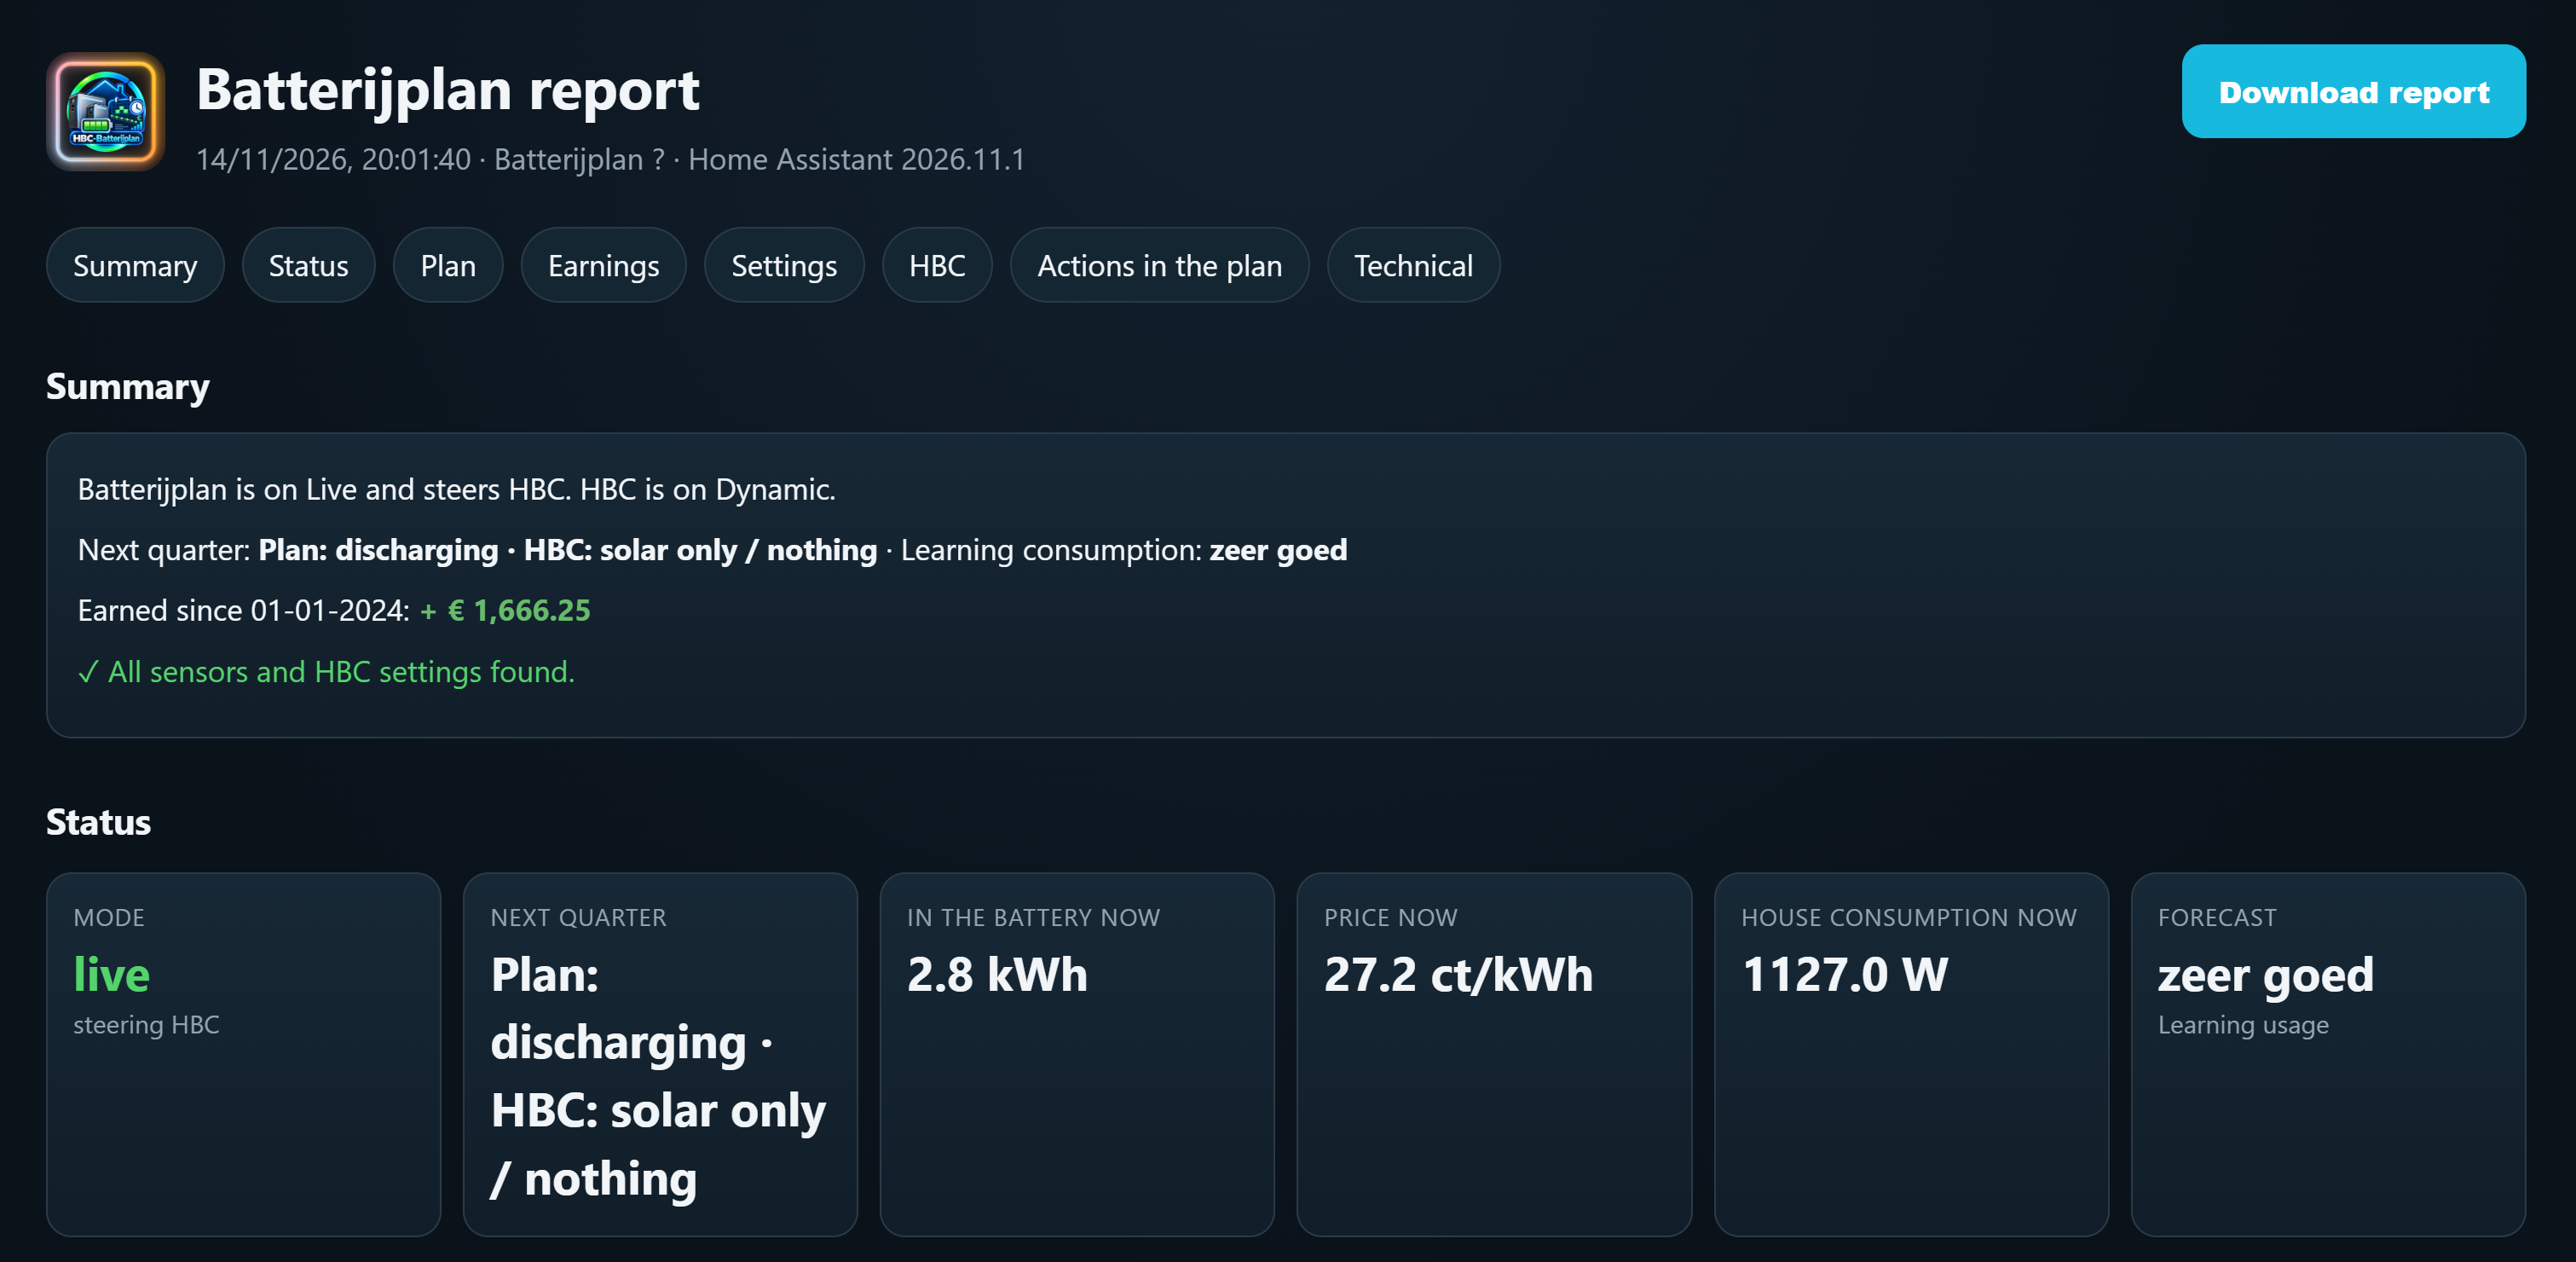 HBC-Batterijplan
Batterijplan report
14/11/2026, 20:01:40 · Batterijplan ? · Home Assistant 2026.11.1
Download report
Summary
Status
Plan
Earnings
Settings
HBC
Actions in the plan
Technical
Summary
Batterijplan is on Live and steers HBC. HBC is on Dynamic.
Next quarter: Plan: discharging · HBC: solar only / nothing · Learning consumption: zeer goed
Earned since 01-01-2024: + € 1,666.25
✓ All sensors and HBC settings found.
Status
MODE
live
steering HBC
NEXT QUARTER
Plan:
discharging ·
HBC: solar only
/ nothing
IN THE BATTERY NOW
2.8 kWh
PRICE NOW
27.2 ct/kWh
HOUSE CONSUMPTION NOW
1127.0 W
FORECAST
zeer goed
Learning usage